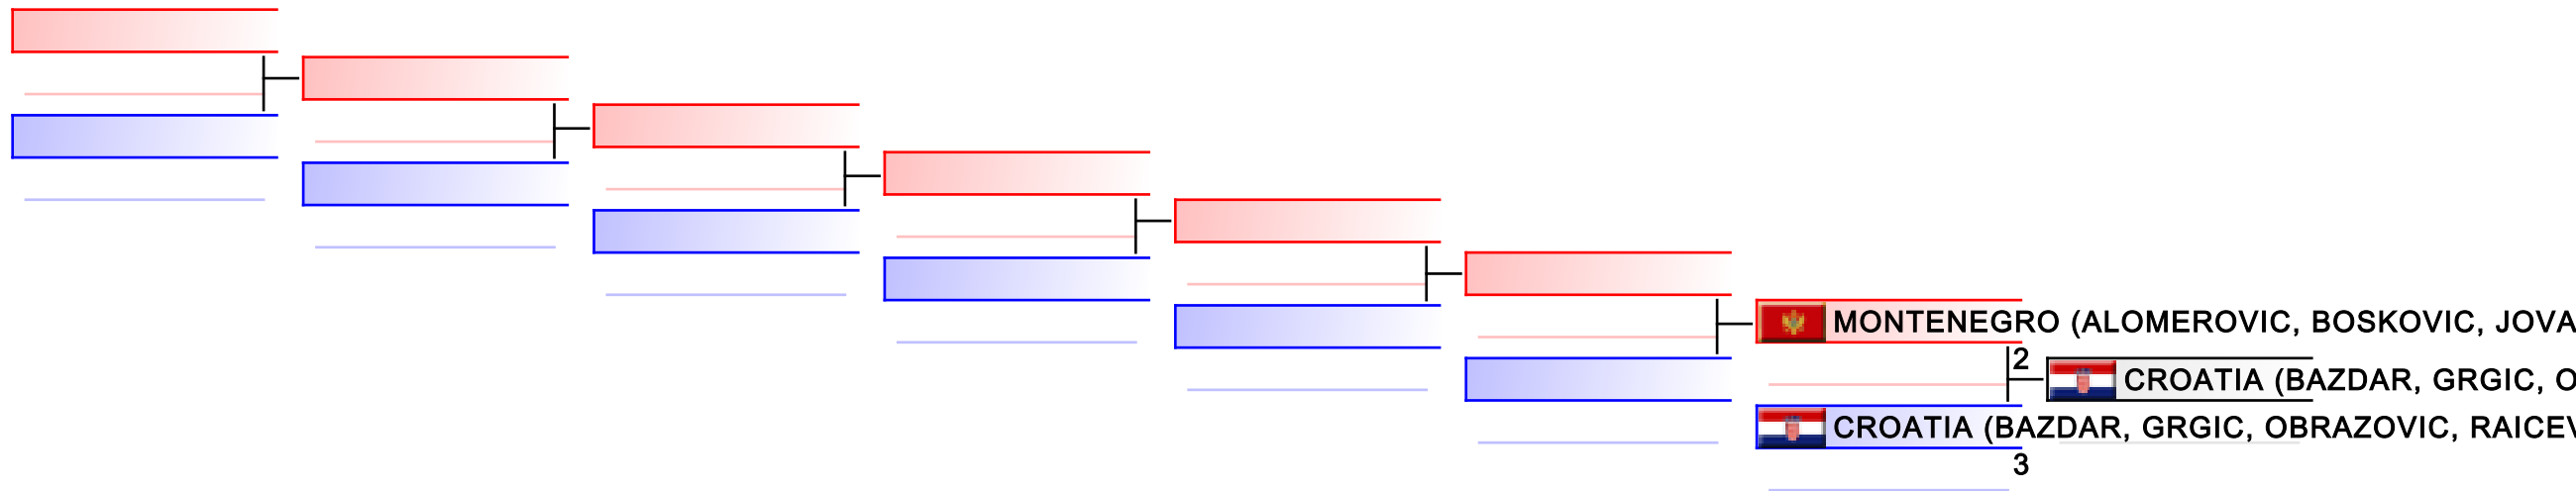 MONTENEGRO (ALOMEROVIC, BOSKOVIC, JOVA
2
CROATIA (BAZDAR, GRGIC, O
CROATIA (BAZDAR, GRGIC, OBRAZOVIC, RAICEV
3